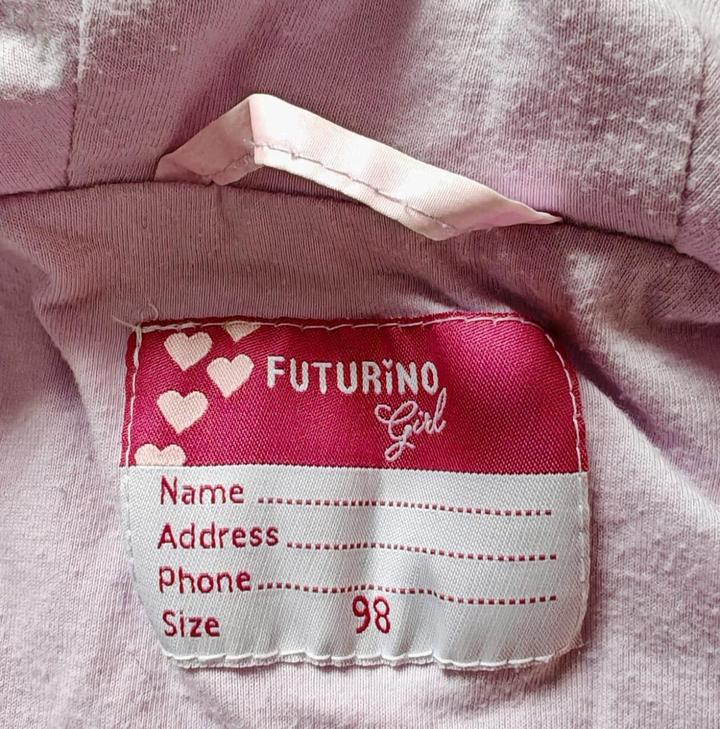 FUTURINO
Girl
Name ................................
Address ................................
Phone ................................
Size 98